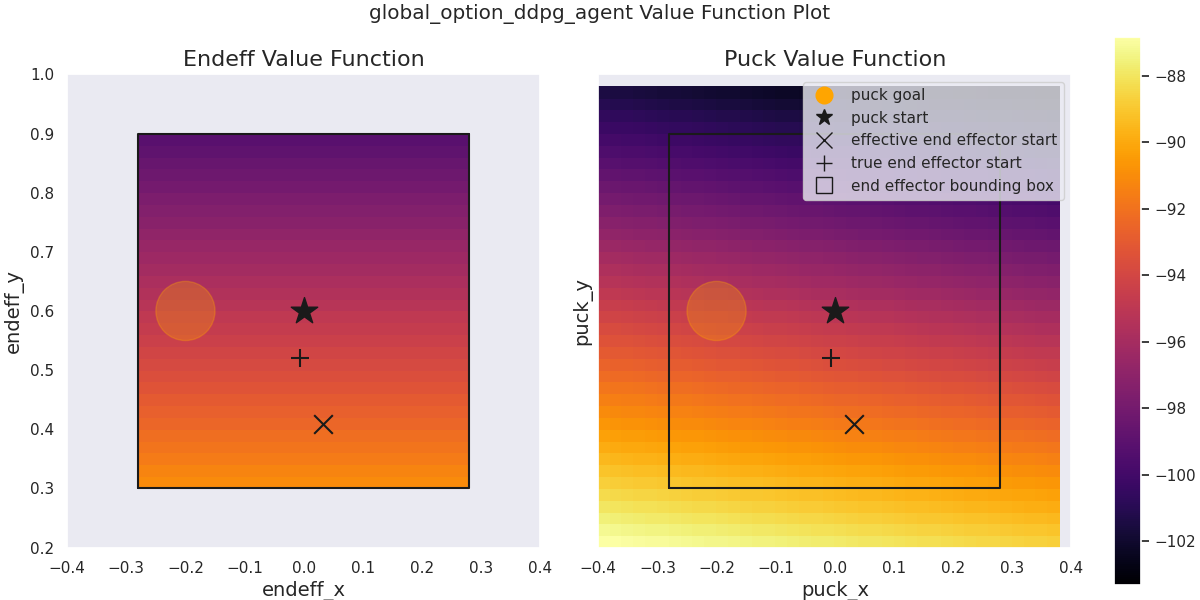 global_option_ddpg_agent Value Function Plot
Endeff Value Function
1.0
0.9
0.8
0.7
0.6
0.5
0.4
0.3
0.2
endeff_y
−0.4 −0.3 −0.2 −0.1 0.0 0.1 0.2 0.3 0.4
endeff_x
Puck Value Function
puck goal
puck start
effective end effector start
true end effector start
end effector bounding box
puck_y
−0.4 −0.3 −0.2 −0.1 0.0 0.1 0.2 0.3 0.4
puck_x
−88
−90
−92
−94
−96
−98
−100
−102